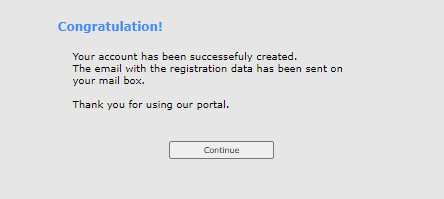 Congratulation!
Your account has been successefuly created.
The email with the registration data has been sent on
your mail box.
Thank you for using our portal.
Continue